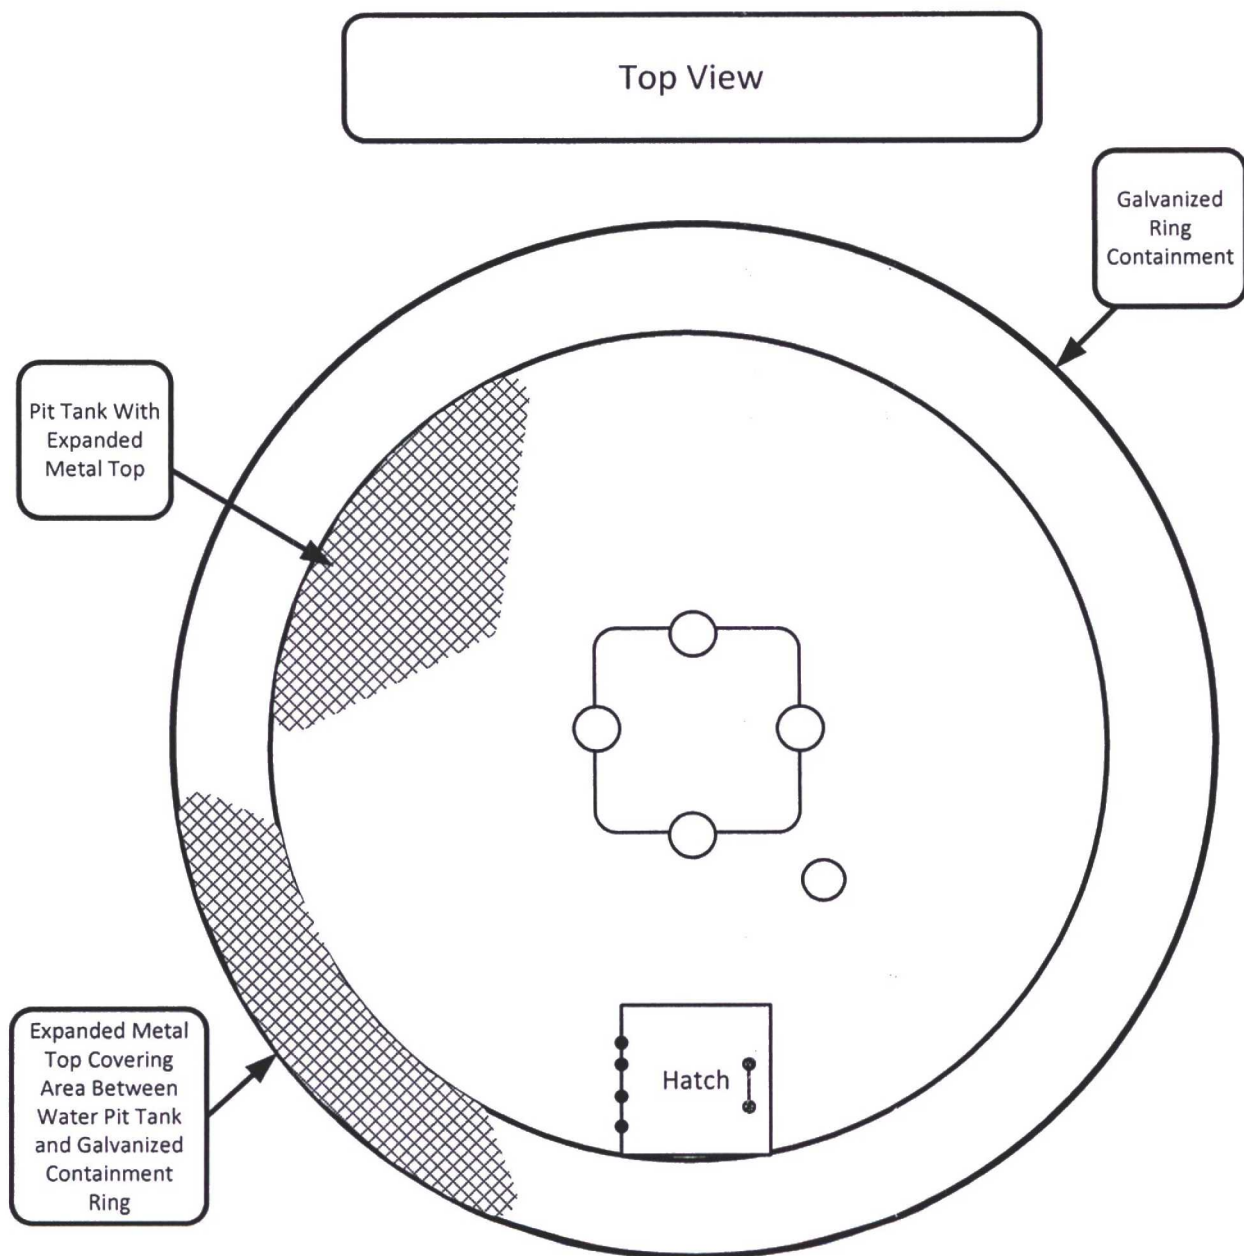 Top View
Galvanized
Ring
Containment
Pit Tank With
Expanded
Metal Top
Expanded Metal
Top Covering
Area Between
Water Pit Tank
and Galvanized
Containment
Ring
Hatch